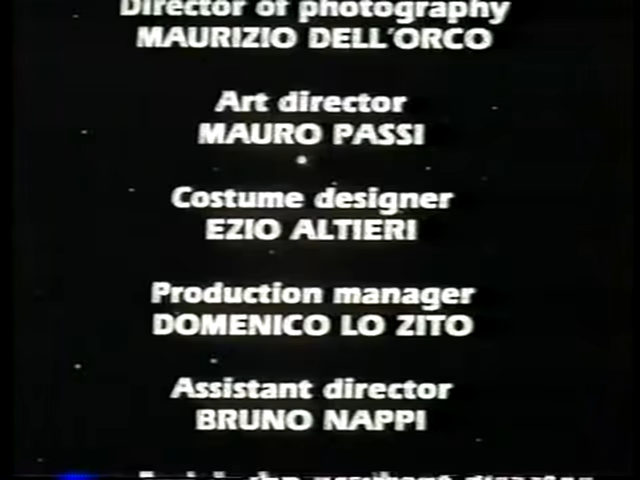 Director of photography
MAURIZIO DELL'ORCO
Art director
MAURO PASSI
Costume designer
EZIO ALTIERI
Production manager
DOMENICO LO ZITO
Assistant director
BRUNO NAPPI